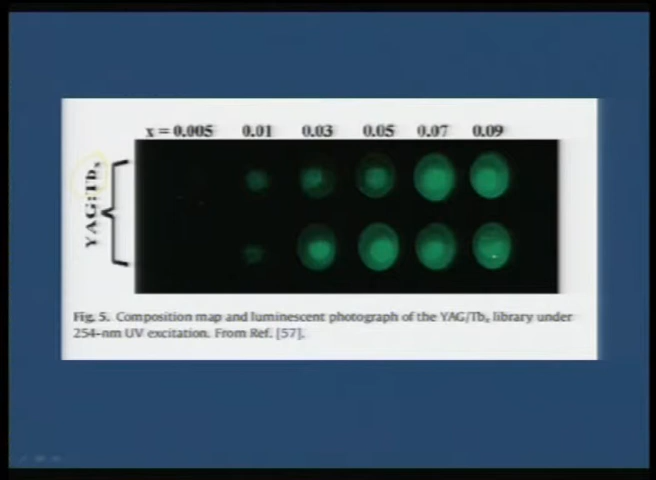 x = 0.005 0.01 0.03 0.05 0.07 0.09
YAG:Tbₓ
Fig. 5. Composition map and luminescent photograph of the YAG/Tbₓ library under
254-nm UV excitation. From Ref. [57].